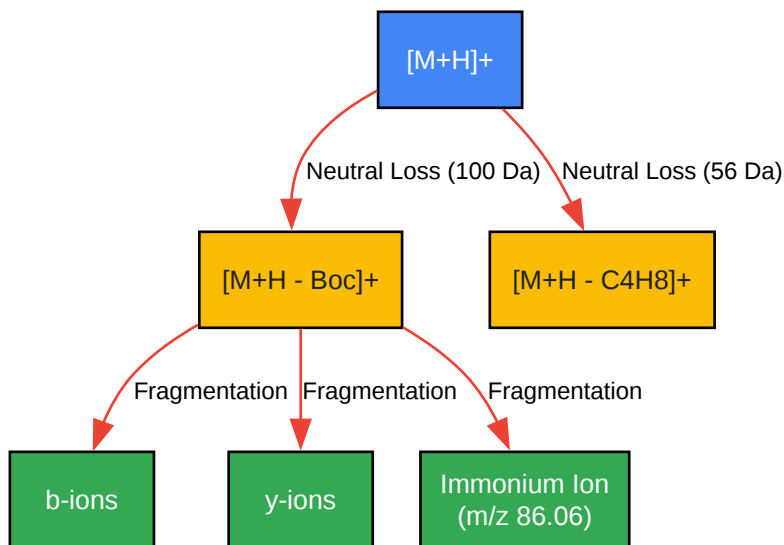 [M+H]+
Neutral Loss (100 Da)
Neutral Loss (56 Da)
[M+H - Boc]+
[M+H - C4H8]+
Fragmentation
Fragmentation
Fragmentation
b-ions
y-ions
Immonium Ion
(m/z 86.06)